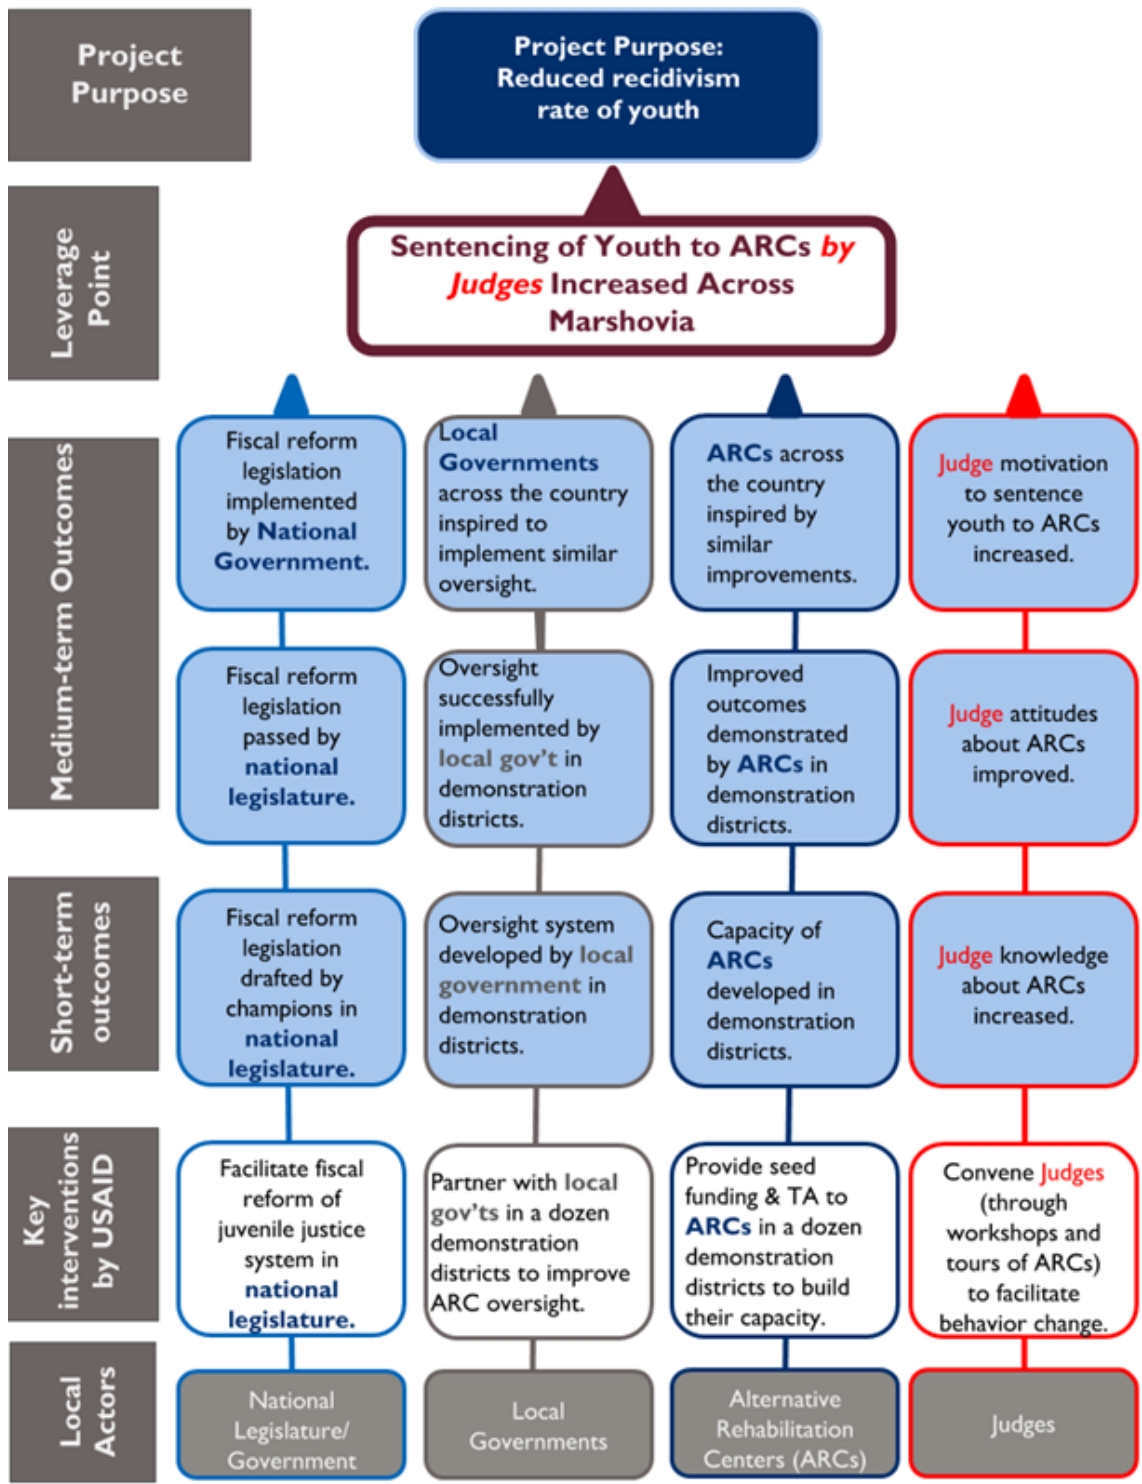 Project
Purpose
Project Purpose:
Reduced recidivism
rate of youth
Leverage
Point
Sentencing of Youth to ARCs by
Judges Increased Across
Marshovia
Medium-term Outcomes
Fiscal reform
legislation
implemented
by National
Government.
Local
Governments
across the country
inspired to
implement similar
oversight.
ARCs across
the country
inspired by
similar
improvements.
Judge motivation
to sentence
youth to ARCs
increased.
Fiscal reform
legislation
passed by
national
legislature.
Oversight
successfully
implemented by
local gov't in
demonstration
districts.
Improved
outcomes
demonstrated
by ARCs in
demonstration
districts.
Judge attitudes
about ARCs
improved.
Short-term
outcomes
Fiscal reform
legislation
drafted by
champions in
national
legislature.
Oversight system
developed by local
government in
demonstration
districts.
Capacity of
ARCs
developed in
demonstration
districts.
Judge knowledge
about ARCs
increased.
Key
interventions
by USAID
Facilitate fiscal
reform of
juvenile justice
system in
national
legislature.
Partner with local
gov'ts in a dozen
demonstration
districts to improve
ARC oversight.
Provide seed
funding & TA to
ARCs in a dozen
demonstration
districts to build
their capacity.
Convene Judges
(through
workshops and
tours of ARCs)
to facilitate
behavior change.
Local
Actors
National
Legislature/
Government
Local
Governments
Alternative
Rehabilitation
Centers (ARCs)
Judges